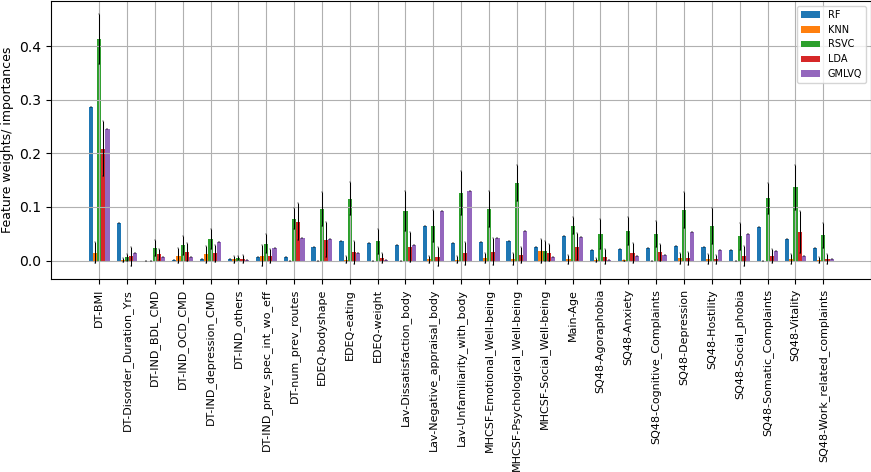 Feature weights/ importances
0.4
0.3
0.2
0.1
0.0
RF
KNN
RSVC
LDA
GMLVQ
DT-BMI
DT-Disorder_Duration_Yrs
DT-IND_BDL_CMD
DT-IND_OCD_CMD
DT-IND_depression_CMD
DT-IND_others
DT-IND_prev_spec_int_wo_eff
DT-num_prev_routes
EDEQ-bodyshape
EDEQ-eating
EDEQ-weight
Lav-Dissatisfaction_body
Lav-Negative_appraisal_body
Lav-Unfamiliarity_with_body
MHCSF-Emotional_Well-being
MHCSF-Psychological_Well-being
MHCSF-Social_Well-being
Main-Age
SQ48-Agoraphobia
SQ48-Anxiety
SQ48-Cognitive_Complaints
SQ48-Depression
SQ48-Hostility
SQ48-Social_phobia
SQ48-Somatic_Complaints
SQ48-Vitality
SQ48-Work_related_complaints